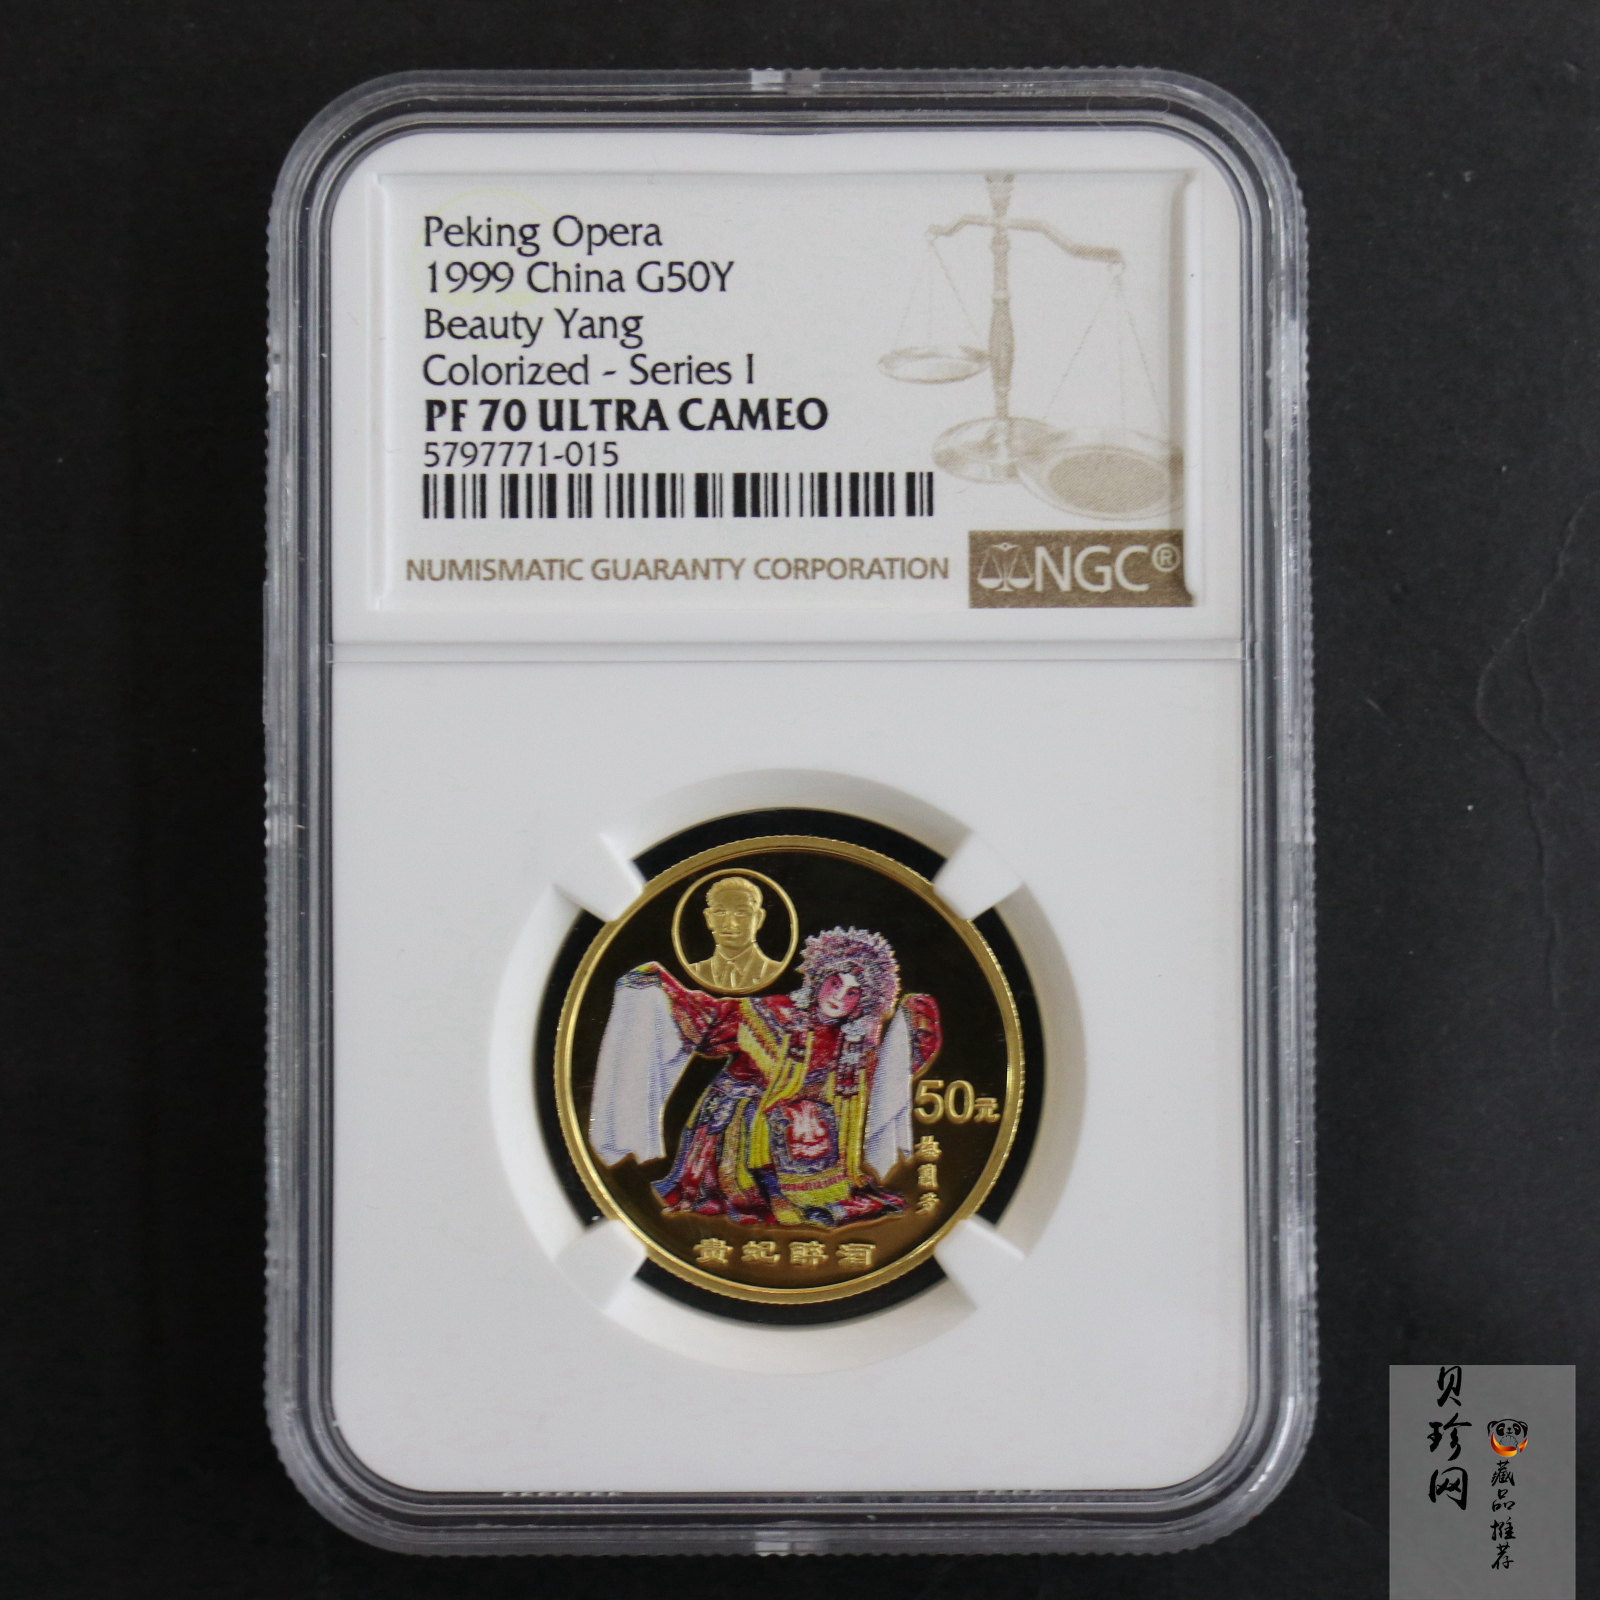 Peking Opera
1999 China G50Y
Beauty Yang
Colorized - Series I
PF 70 ULTRA CAMEO
5797771-015
NUMISMATIC GUARANTY CORPORATION
NGC®
50元
梅蘭芳
貴妃醉酒
贝珍网
藏品推荐